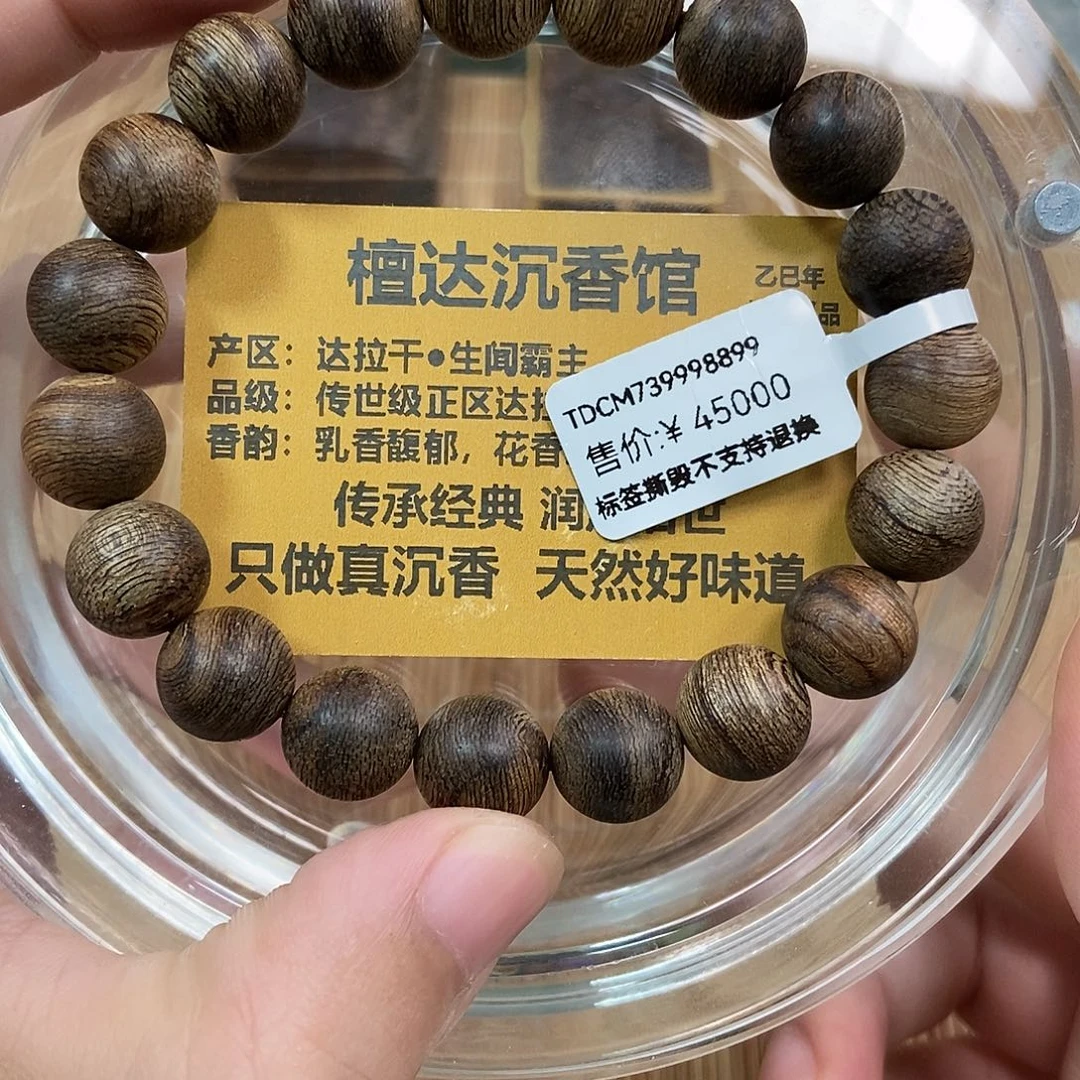 檀达沉香馆
乙巳年
品
产区：达拉干●生闻霸主
品级：传世级正区达拉
香韵：乳香馥郁，花香
传承经典 润
世
只做真沉香 天然好味道
TDCM739998899
售价:¥ 45000
标签撕毁不支持退换